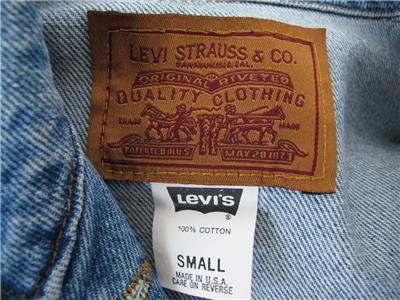 LEVI STRAUSS & CO.
SAN FRANCISCO, CAL.
ORIGINAL RIVETED
QUALITY CLOTHING
TRADE MARK
PATENTED IN U.S. MAY 20 1873
LEVI'S
100% COTTON
SMALL
MADE IN U.S.A.
CARE ON REVERSE